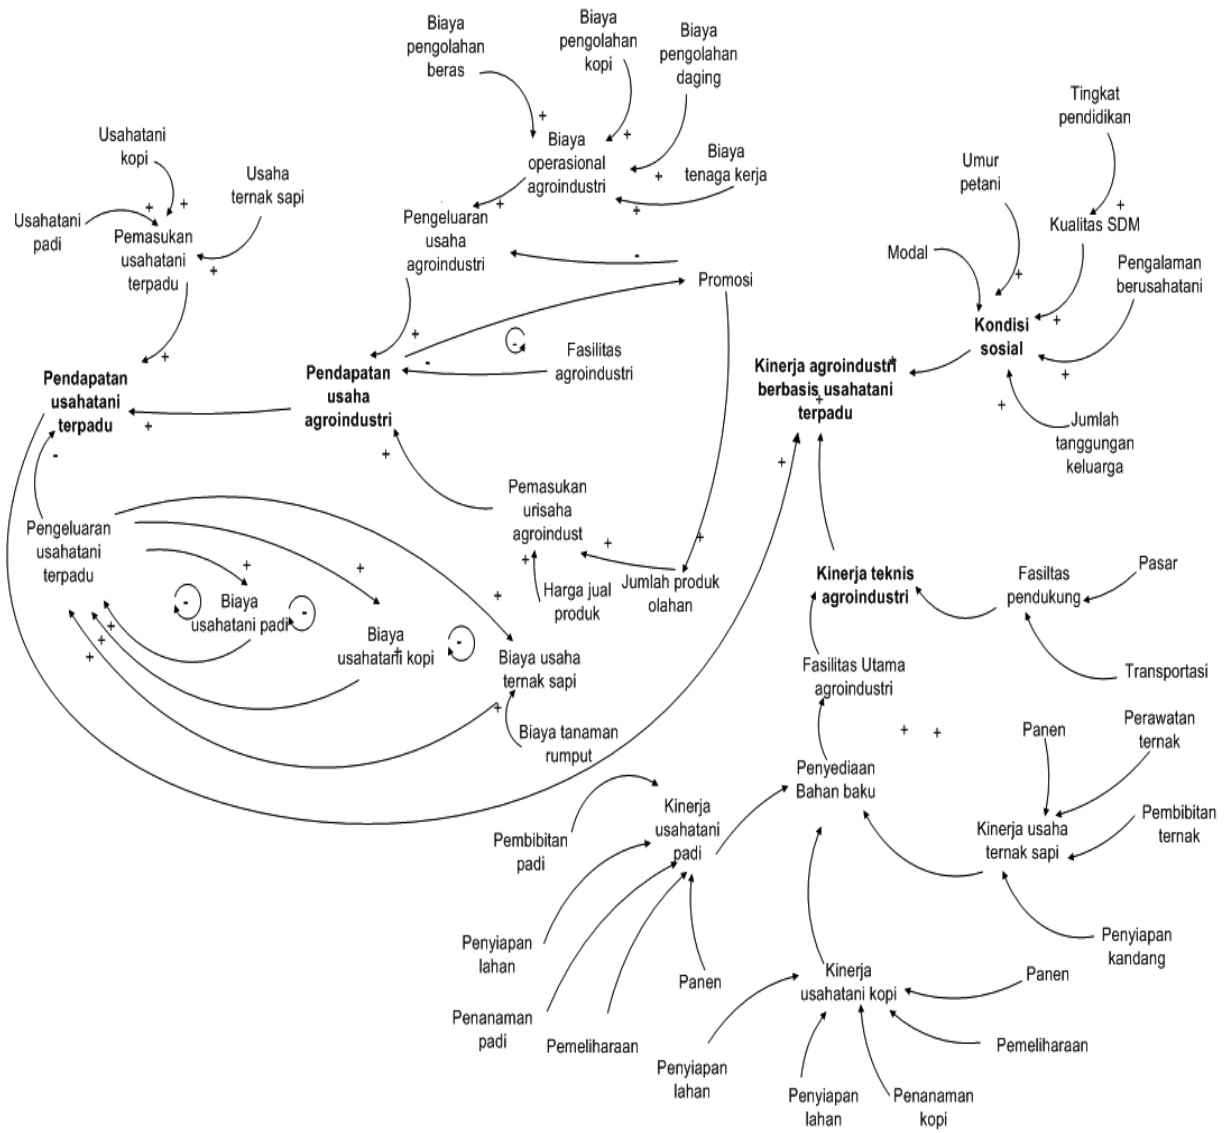 Biaya
pengolahan
beras
Biaya
pengolahan
kopi
Biaya
pengolahan
daging
Biaya
operasional
agroindustri
Biaya
tenaga kerja
Usahatani
kopi
Usaha
ternak sapi
Usahatani
padi
Pemasukan
usahatani
terpadu
Pengeluaran
usaha
agroindustri
Promosi
Tingkat
pendidikan
Umur
petani
Kualitas SDM
Modal
Pengalaman
berusahatani
Kondisi
sosial
Jumlah
tanggungan
keluarga
Pendapatan
usahatani
terpadu
Pendapatan
usaha
agroindustri
Fasilitas
agroindustri
Kinerja agroindustri
berbasis usahatani
terpadu
Pemasukan
urisaha
agroindust
Harga jual
produk
Jumlah produk
olahan
Pengeluaran
usahatani
terpadu
Biaya
usahatani padi
Biaya
usahatani kopi
Biaya usaha
ternak sapi
Biaya tanaman
rumput
Kinerja teknis
agroindustri
Fasiltas
pendukung
Pasar
Transportasi
Fasilitas Utama
agroindustri
Penyediaan
Bahan baku
Panen
Perawatan
ternak
Kinerja usaha
ternak sapi
Pembibitan
ternak
Penyiapan
kandang
Kinerja
usahatani
padi
Pembibitan
padi
Penyiapan
lahan
Penanaman
padi
Pemeliharaan
Panen
Kinerja
usahatani kopi
Panen
Pemeliharaan
Penyiapan
lahan
Penyiapan
lahan
Penanaman
kopi